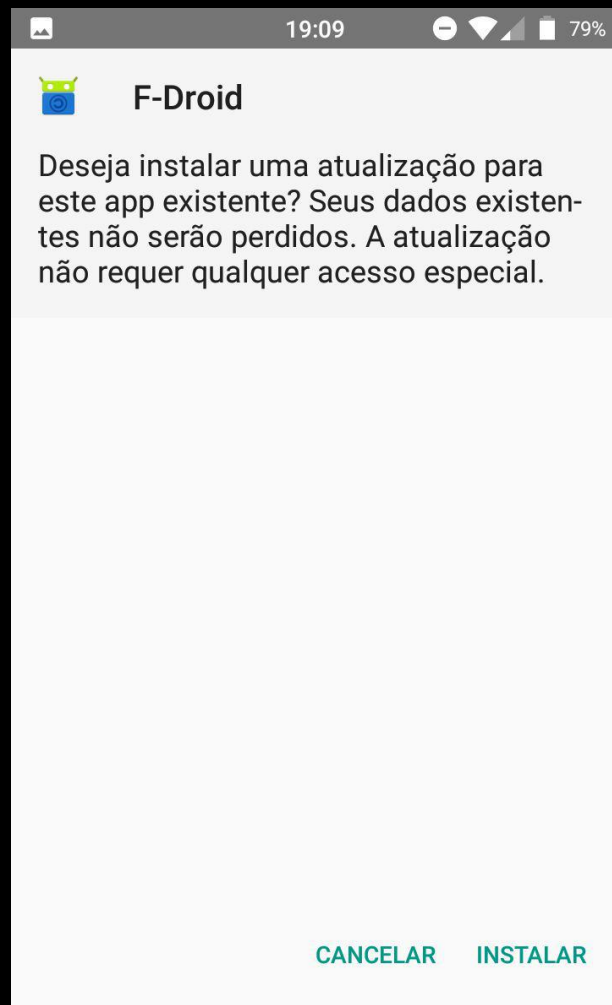 19:09
79%
F-Droid
Deseja instalar uma atualização para
este app existente? Seus dados existen-
tes não serão perdidos. A atualização
não requer qualquer acesso especial.
CANCELAR INSTALAR